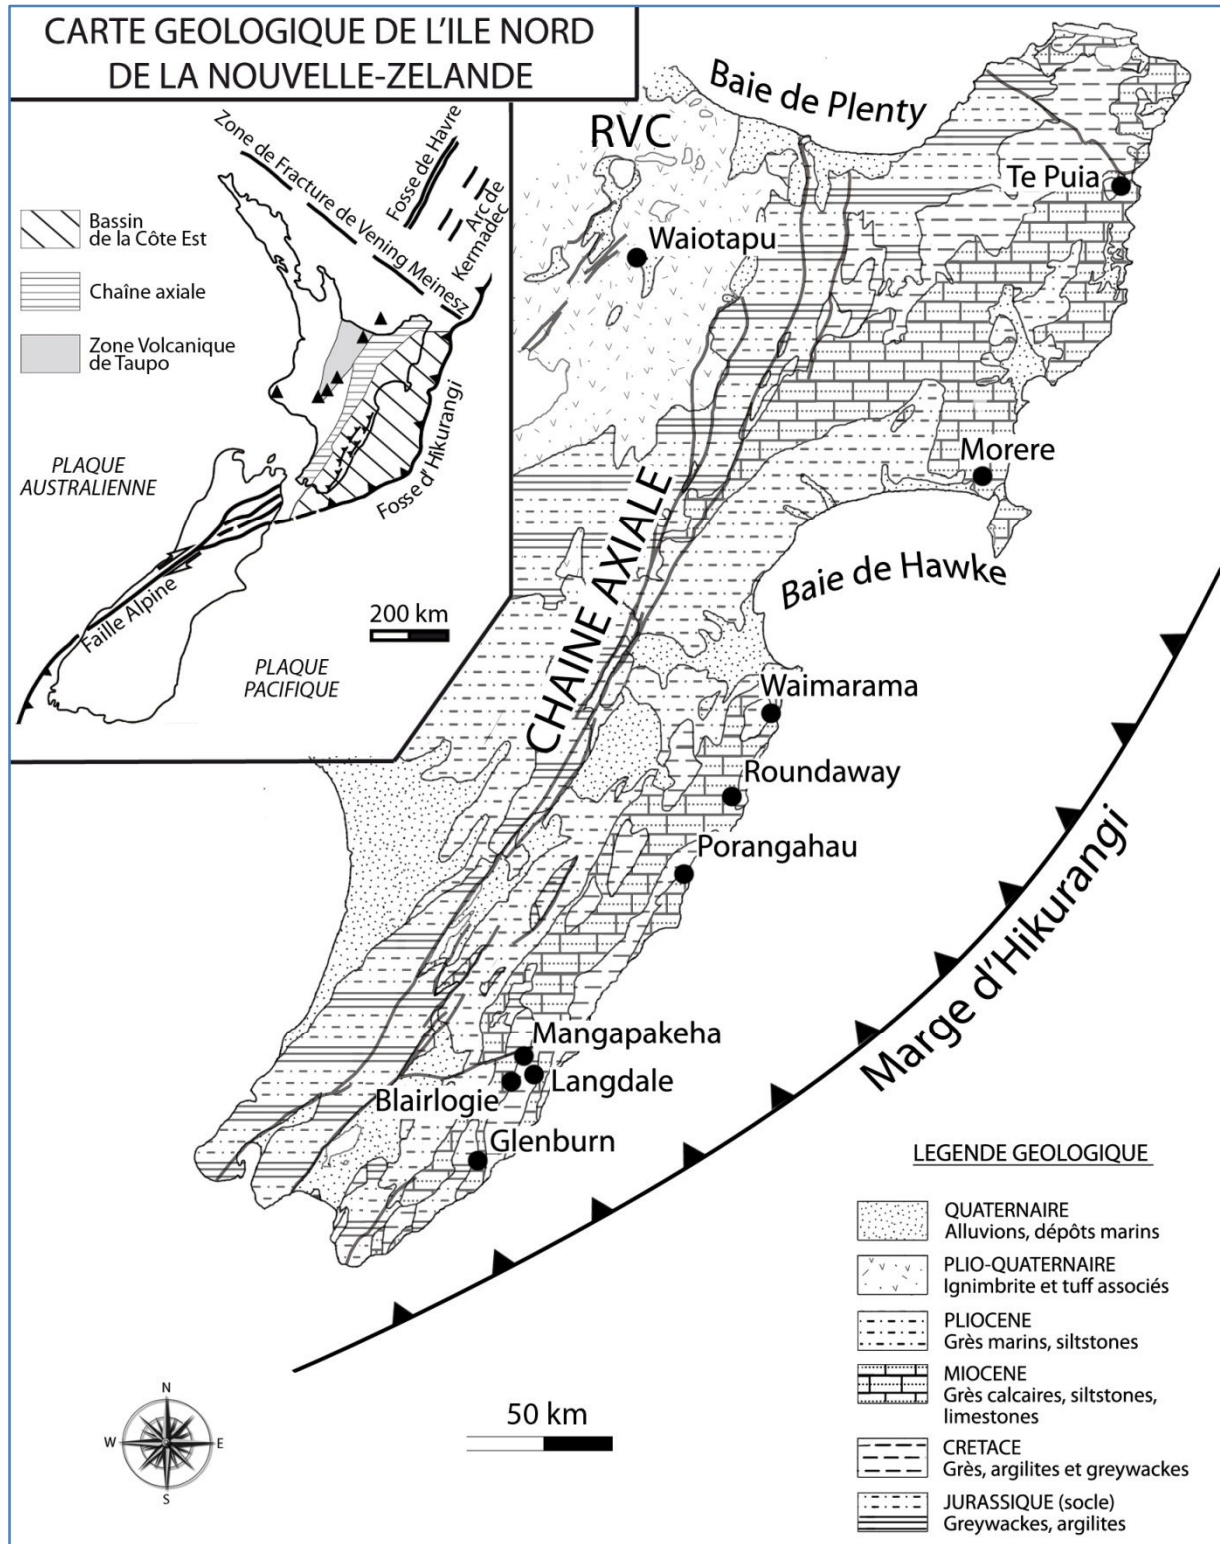 CARTE GEOLOGIQUE DE L'ILE NORD
DE LA NOUVELLE-ZELANDE
Zone de Fracture de Vening Meinesz
Fosse de Havre
Arc de
Kermadec
Bassin
de la Côte Est
Chaîne axiale
Zone Volcanique
de Taupo
PLAQUE
AUSTRALIENNE
Fosse d'Hikurangi
Faille Alpine
200 km
PLAQUE
PACIFIQUE
Baie de Plenty
RVC
Te Puia
Waiotapu
Morere
CHAINE AXIALE
Baie de Hawke
Waimarama
Roundaway
Porangahau
Marge d'Hikurangi
Mangapakeha
Langdale
Blairlogie
Glenburn
LEGENDE GEOLOGIQUE
QUATERNAIRE
Alluvions, dépôts marins
PLIO-QUATERNAIRE
Ignimbrite et tuff associés
PLIOCENE
Grès marins, siltstones
MIOCENE
Grès calcaires, siltstones,
limestones
CRETACE
Grès, argilites et greywackes
JURASSIQUE (socle)
Greywackes, argilites
N
W
E
S
50 km